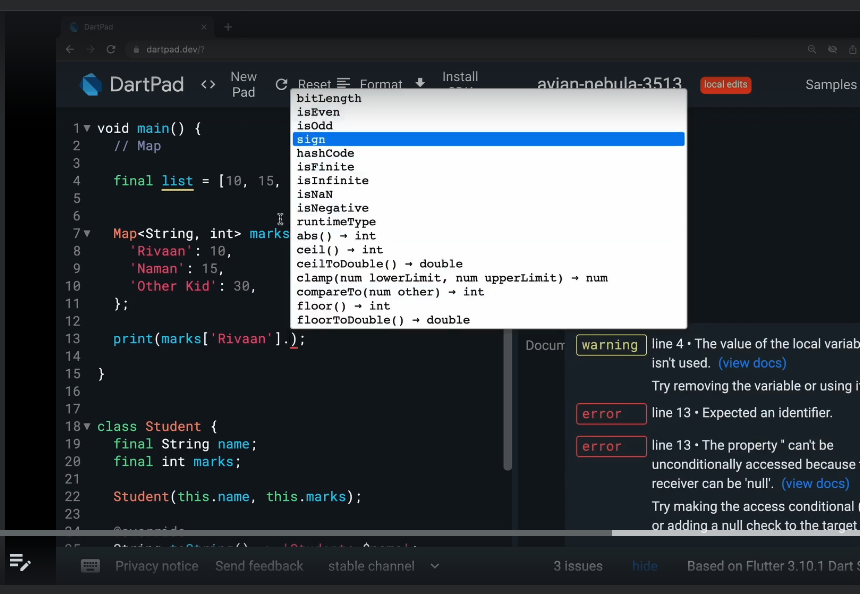 DartPad
dartpad.dev/?
DartPad
<> New Pad
Reset
Format
Install
avian-nebula-3513
local edits
Samples
1 void main() {
2 // Map
3
4 final list = [10, 15,
5
6
7 Map<String, int> marks
8 'Rivaan': 10,
9 'Naman': 15,
10 'Other Kid': 30,
11 };
12
13 print(marks['Rivaan'].);
14
15 }
16
17
18 class Student {
19 final String name;
20 final int marks;
21
22 Student(this.name, this.marks);
23
bitLength
isEven
isOdd
sign
hashCode
isFinite
isInfinite
isNaN
isNegative
runtimeType
abs() → int
ceil() → int
ceilToDouble() → double
clamp(num lowerLimit, num upperLimit) → num
compareTo(num other) → int
floor() → int
floorToDouble() → double
Docum
warning line 4 • The value of the local variab
isn't used. (view docs)
Try removing the variable or using i
error line 13 • Expected an identifier.
error line 13 • The property '' can't be
unconditionally accessed because
receiver can be 'null'. (view docs)
Try making the access conditional (
or adding a null check to the target
Privacy notice Send feedback stable channel 3 issues hide Based on Flutter 3.10.1 Dart S